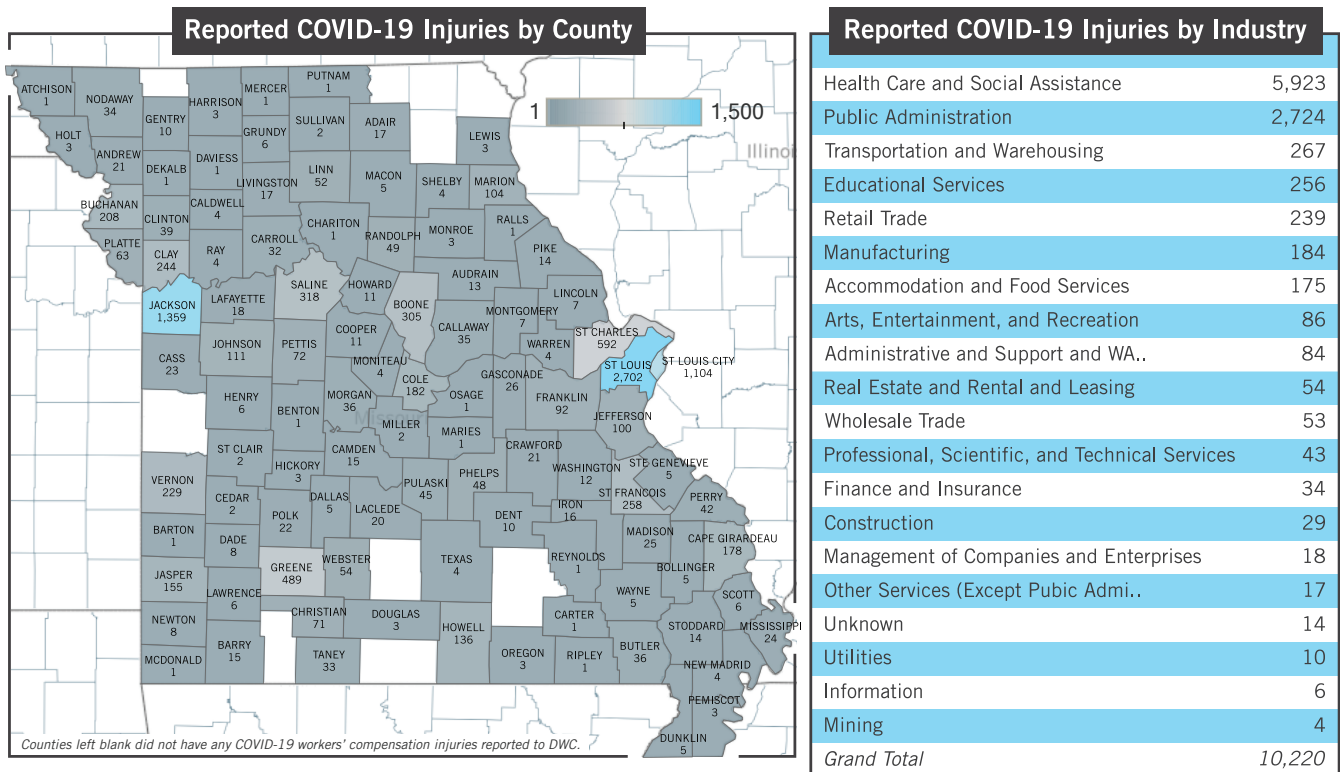 Reported COVID-19 Injuries by County
1
1,500
Illinoi
Missou
ATCHISON
1
NODAWAY
34
GENTRY
10
HARRISON
3
MERCER
1
PUTNAM
1
HOLT
3
ANDREW
21
DEKALB
1
DAVIESS
1
GRUNDY
6
SULLIVAN
2
ADAIR
17
LEWIS
3
LIVINGSTON
17
LINN
52
MACON
5
SHELBY
4
MARION
104
BUCHANAN
208
CLINTON
39
CALDWELL
4
CHARITON
1
RANDOLPH
49
MONROE
3
RALLS
1
PIKE
14
PLATTE
63
CLAY
244
RAY
4
CARROLL
32
AUDRAIN
13
JACKSON
1,359
LAFAYETTE
18
SALINE
318
HOWARD
11
BOONE
305
CALLAWAY
35
MONTGOMERY
7
LINCOLN
7
WARREN
4
ST CHARLES
592
ST LOUIS
2,702
ST LOUIS CITY
1,104
CASS
23
JOHNSON
111
PETTIS
72
COOPER
11
MONITEAU
4
COLE
182
OSAGE
1
GASCONADE
26
FRANKLIN
92
JEFFERSON
100
HENRY
6
BENTON
1
MORGAN
36
MILLER
2
MARIES
1
ST CLAIR
2
HICKORY
3
CAMDEN
15
PULASKI
45
PHELPS
48
CRAWFORD
21
WASHINGTON
12
STE GENEVIEVE
5
ST FRANCOIS
258
PERRY
42
VERNON
229
CEDAR
2
POLK
22
DALLAS
5
LACLEDE
20
DENT
10
IRON
16
MADISON
25
CAPE GIRARDEAU
178
BARTON
1
DADE
8
GREENE
489
WEBSTER
54
TEXAS
4
REYNOLDS
1
BOLLINGER
5
JASPER
155
LAWRENCE
6
WAYNE
5
SCOTT
6
NEWTON
8
CHRISTIAN
71
DOUGLAS
3
HOWELL
136
CARTER
1
STODDARD
14
MISSISSIPPI
24
MCDONALD
1
BARRY
15
TANEY
33
OREGON
3
RIPLEY
1
BUTLER
36
NEW MADRID
4
PEMISCOT
3
DUNKLIN
5
Counties left blank did not have any COVID-19 workers' compensation injuries reported to DWC.
Reported COVID-19 Injuries by Industry
Health Care and Social Assistance 5,923
Public Administration 2,724
Transportation and Warehousing 267
Educational Services 256
Retail Trade 239
Manufacturing 184
Accommodation and Food Services 175
Arts, Entertainment, and Recreation 86
Administrative and Support and WA.. 84
Real Estate and Rental and Leasing 54
Wholesale Trade 53
Professional, Scientific, and Technical Services 43
Finance and Insurance 34
Construction 29
Management of Companies and Enterprises 18
Other Services (Except Pubic Admi.. 17
Unknown 14
Utilities 10
Information 6
Mining 4
Grand Total 10,220